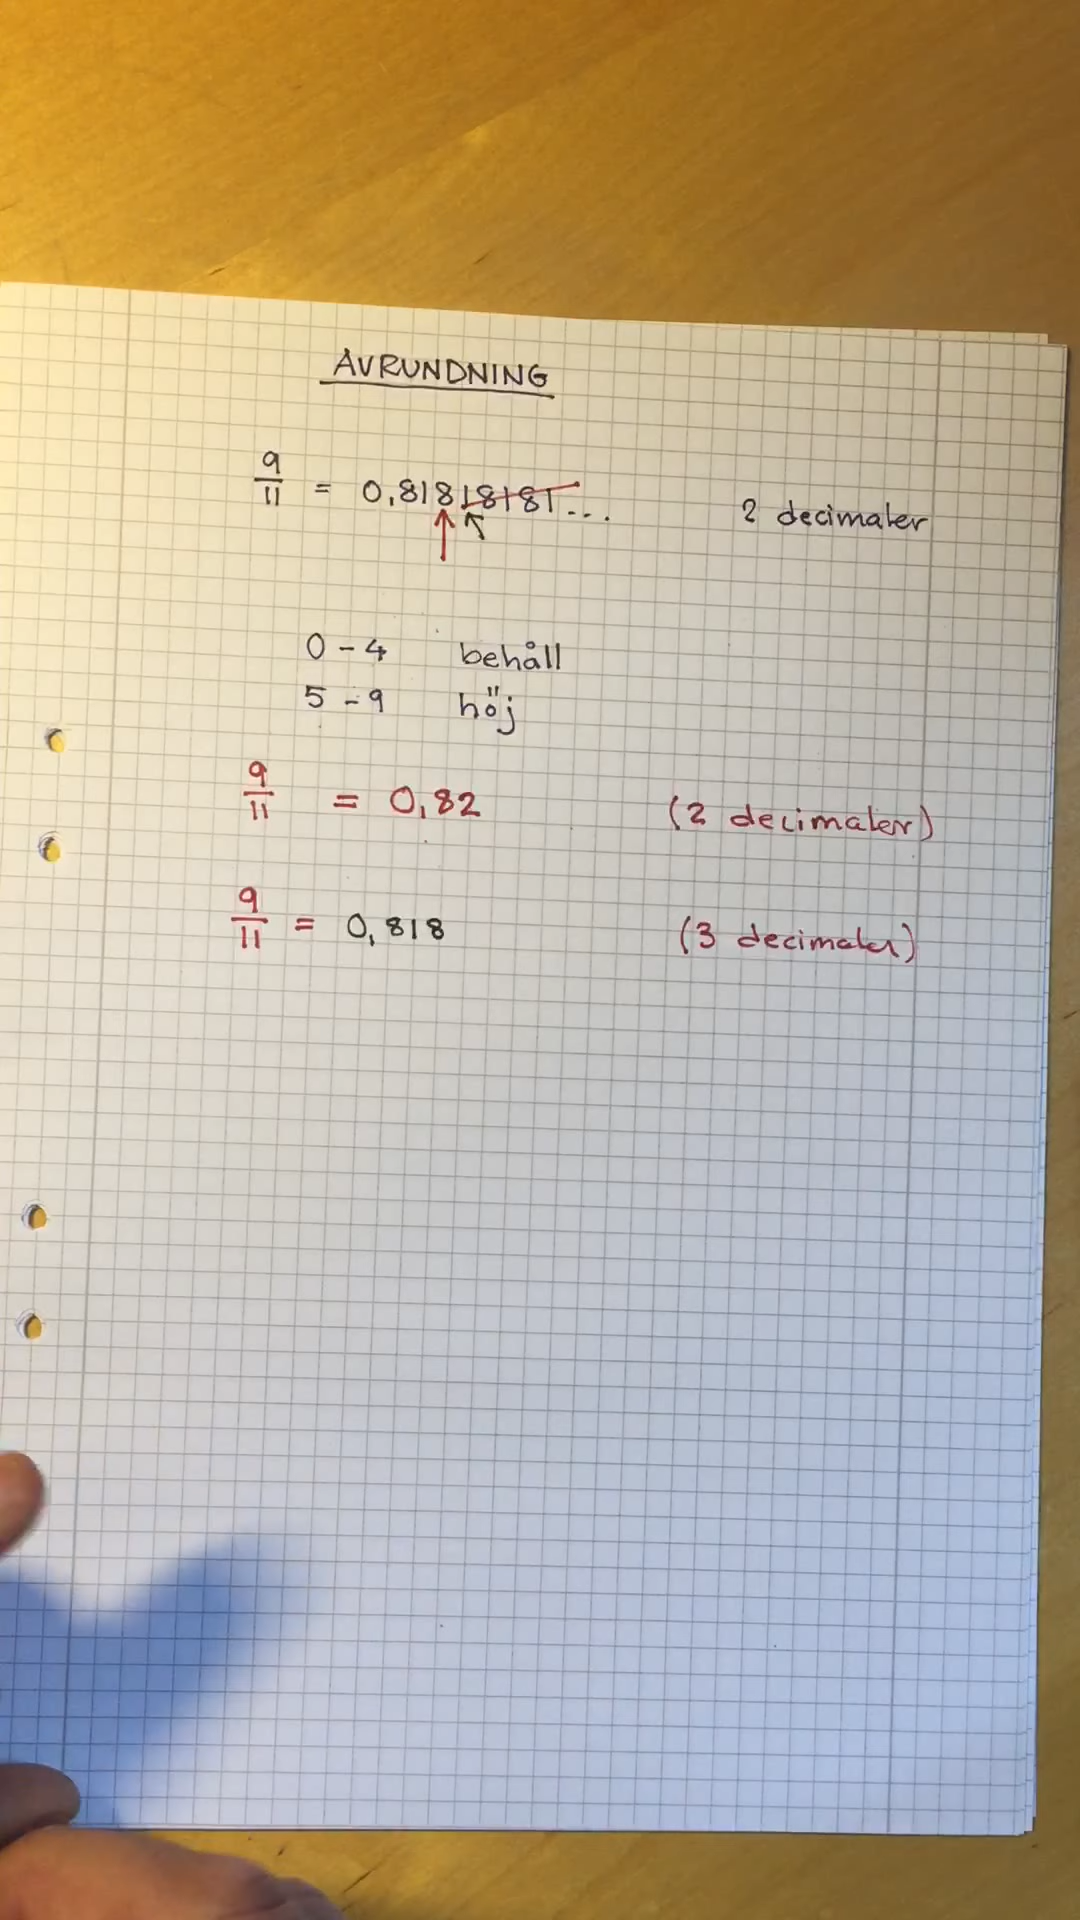 AVRUNDNING
9/11 = 0,81818181... 2 decimaler
0-4 behåll
5-9 höj
9/11 = 0,82 (2 decimaler)
9/11 = 0,818 (3 decimaler)